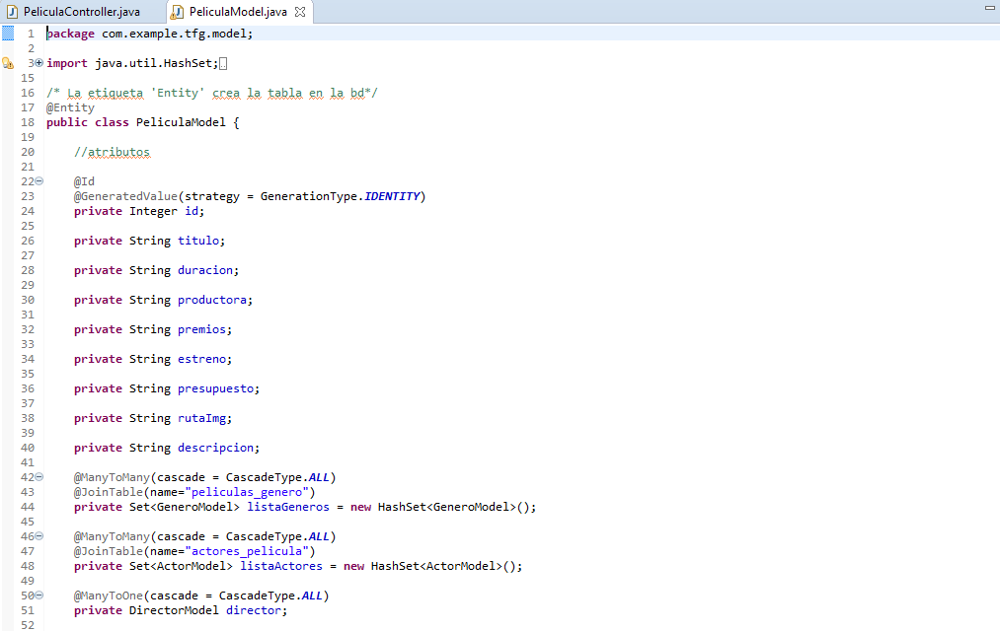 PeliculaController.java PeliculaModel.java
1 package com.example.tfg.model;
2
3 import java.util.HashSet;
15
16 /* La etiqueta 'Entity' crea la tabla en la bd*/
17 @Entity
18 public class PeliculaModel {
19
20 //atributos
21
22 @Id
23 @GeneratedValue(strategy = GenerationType.IDENTITY)
24 private Integer id;
25
26 private String titulo;
27
28 private String duracion;
29
30 private String productora;
31
32 private String premios;
33
34 private String estreno;
35
36 private String presupuesto;
37
38 private String rutaImg;
39
40 private String descripcion;
41
42 @ManyToMany(cascade = CascadeType.ALL)
43 @JoinTable(name="peliculas_genero")
44 private Set<GeneroModel> listaGeneros = new HashSet<GeneroModel>();
45
46 @ManyToMany(cascade = CascadeType.ALL)
47 @JoinTable(name="actores_pelicula")
48 private Set<ActorModel> listaActores = new HashSet<ActorModel>();
49
50 @ManyToOne(cascade = CascadeType.ALL)
51 private DirectorModel director;
52